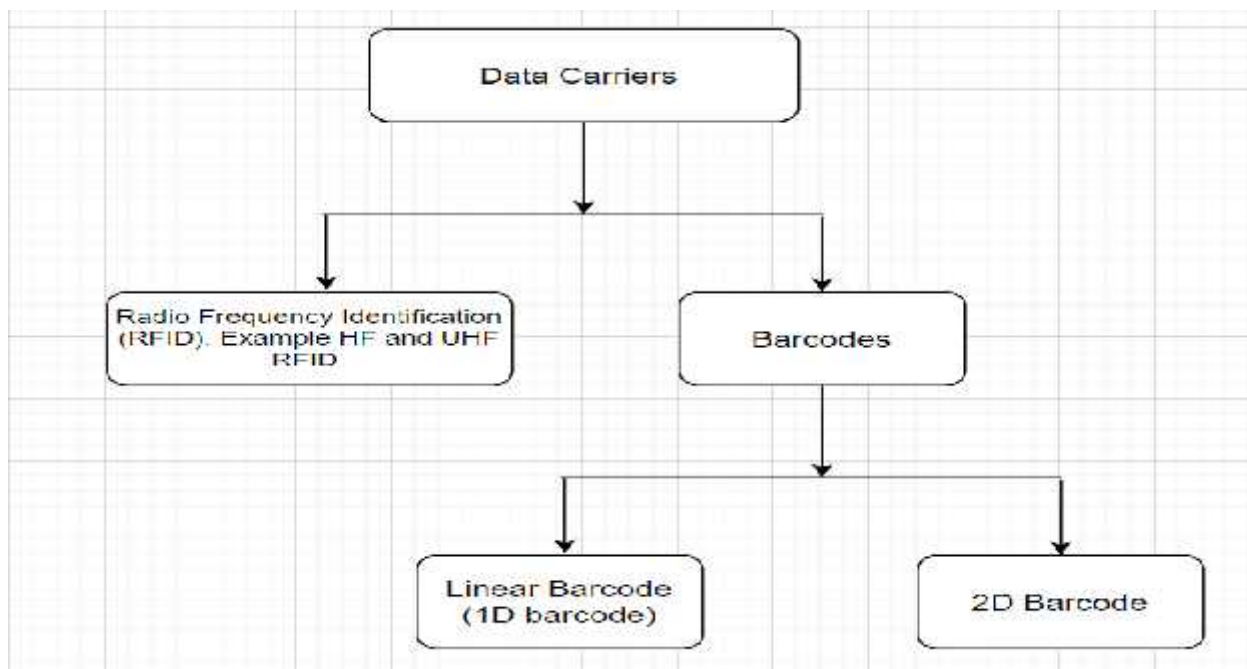 Data Carriers
Radio Frequency Identification
(RFID). Example HF and UHF
RFID
Barcodes
Linear Barcode
(1D barcode)
2D Barcode